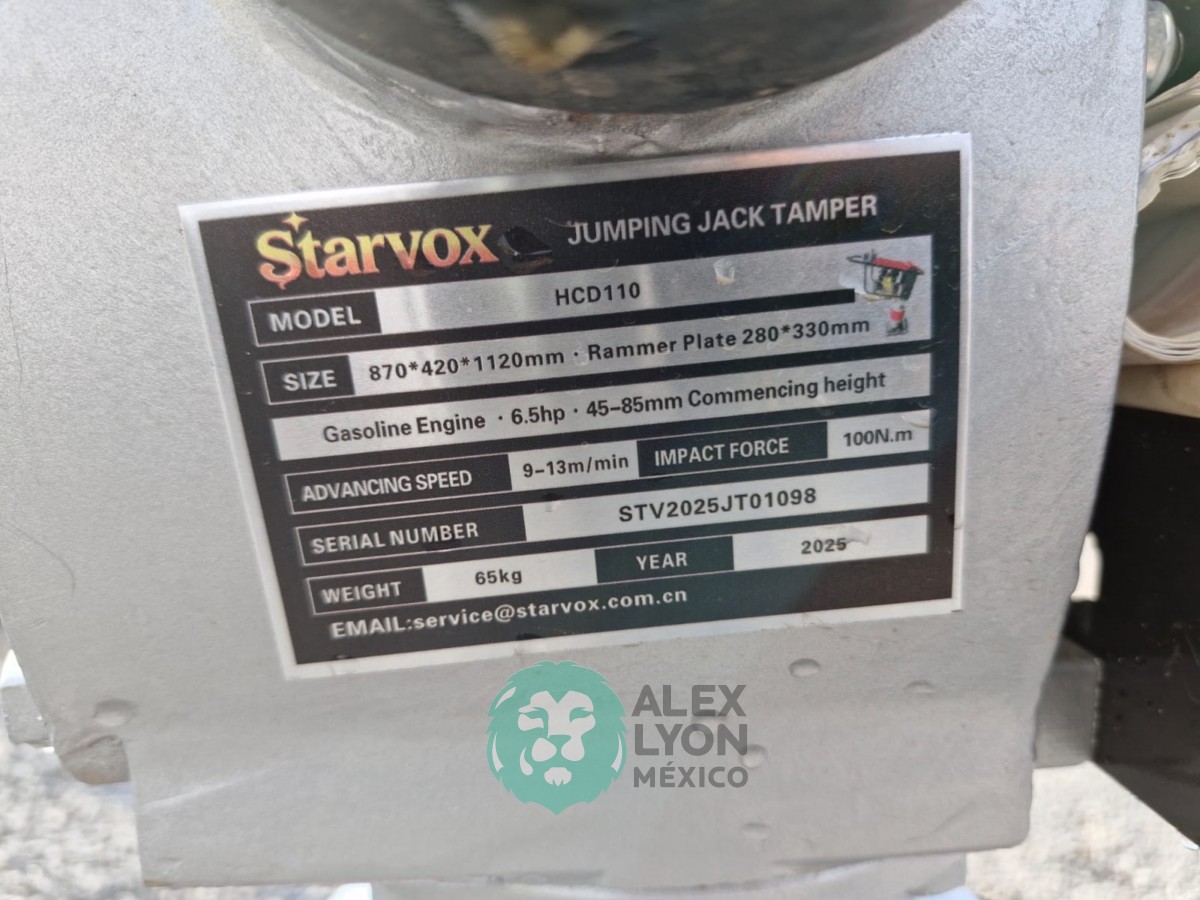 Starvox JUMPING JACK TAMPER
MODEL HCD110
SIZE 870*420*1120mm · Rammer Plate 280*330mm
Gasoline Engine · 6.5hp · 45-85mm Commencing height
ADVANCING SPEED 9-13m/min IMPACT FORCE 100N.m
SERIAL NUMBER STV2025JT01098
WEIGHT 65kg YEAR 2025
EMAIL:service@starvox.com.cn
ALEX
LYON
MÉXICO